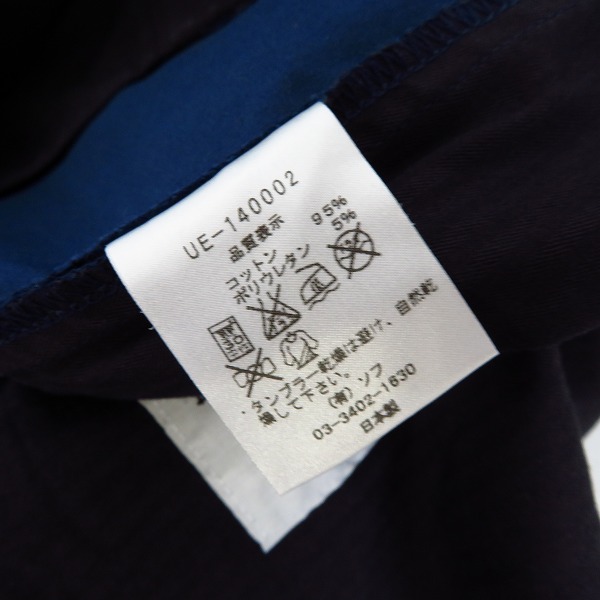 UE-140002
品質表示
コットン 95%
ポリウレタン 5%
・タンブラー乾燥は避け、自然乾
燥して下さい。
(有) ソフ
03-3402-1630
日本製